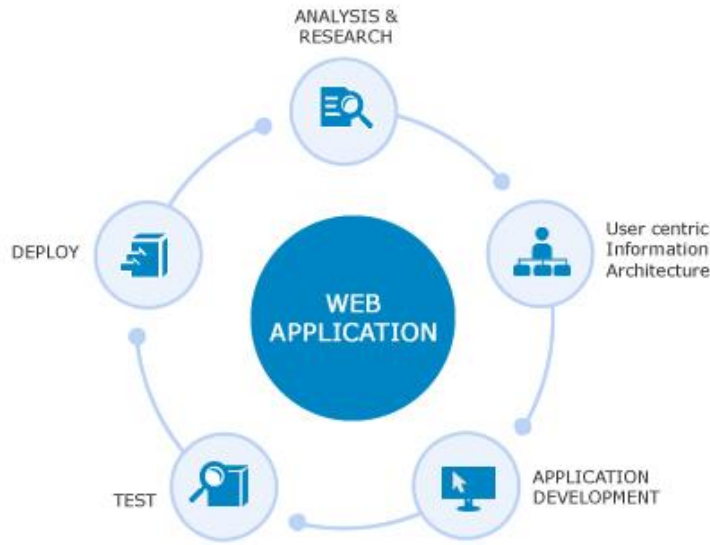 ANALYSIS &
RESEARCH
User centric
Information
Architecture
DEPLOY
WEB
APPLICATION
APPLICATION
DEVELOPMENT
TEST